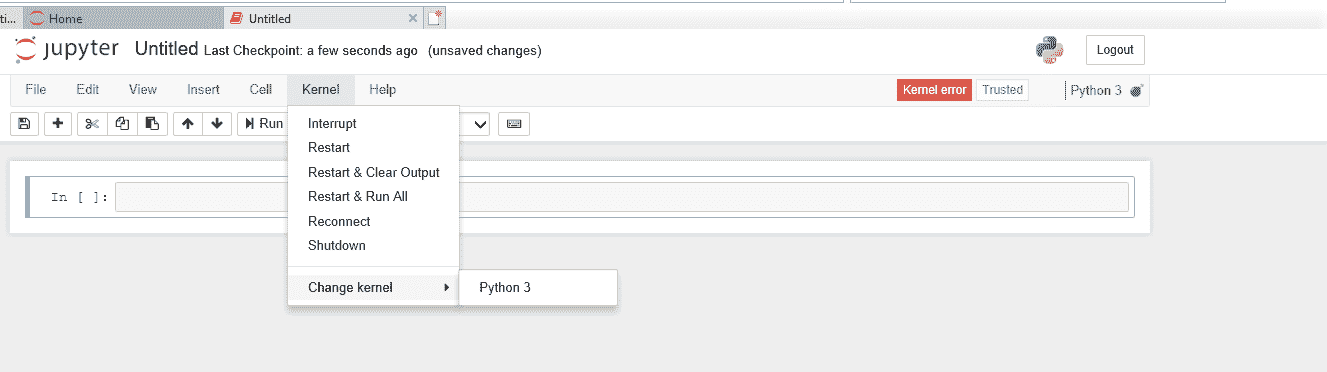 ti... Home Untitled
jupyter Untitled Last Checkpoint: a few seconds ago (unsaved changes) Logout
File Edit View Insert Cell Kernel Help Kernel error Trusted Python 3
Run
Interrupt
Restart
Restart & Clear Output
Restart & Run All
Reconnect
Shutdown
Change kernel Python 3
In [ ]: